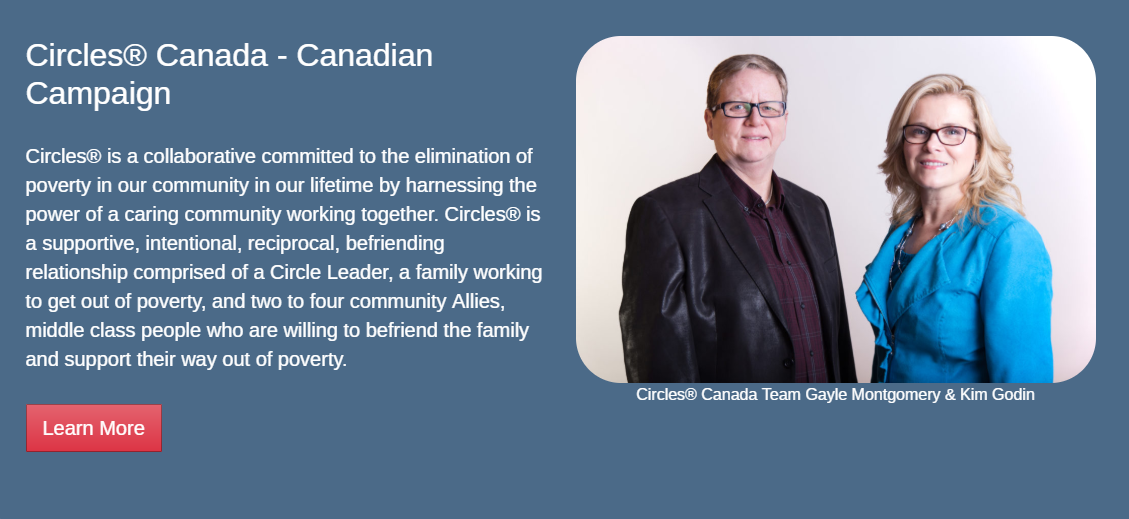 Circles® Canada - Canadian
Campaign
Circles® is a collaborative committed to the elimination of
poverty in our community in our lifetime by harnessing the
power of a caring community working together. Circles® is
a supportive, intentional, reciprocal, befriending
relationship comprised of a Circle Leader, a family working
to get out of poverty, and two to four community Allies,
middle class people who are willing to befriend the family
and support their way out of poverty.
Learn More
Circles® Canada Team Gayle Montgomery & Kim Godin